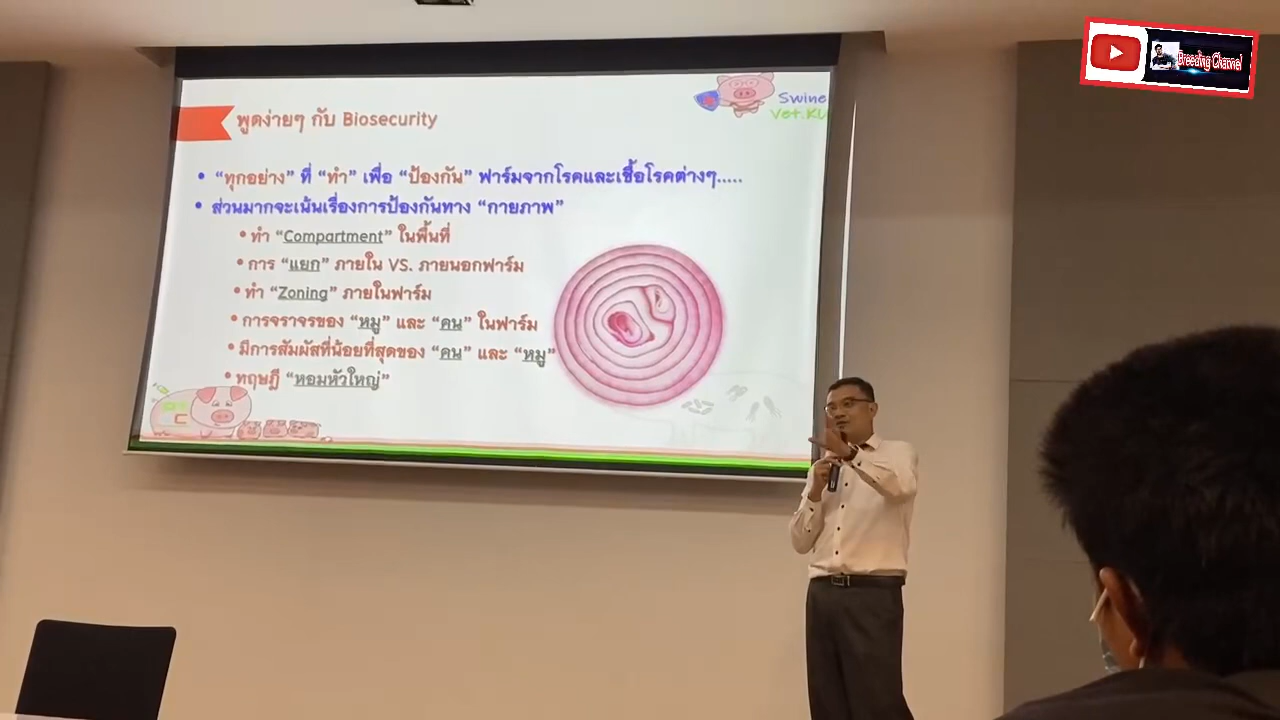 Breeding Channel
Swine
Vet.KU
พูดง่ายๆ กับ Biosecurity
• “ทุกอย่าง” ที่ “ทำ” เพื่อ “ป้องกัน” ฟาร์มจากโรคและเชื้อโรคต่างๆ.....
• ส่วนมากจะเน้นเรื่องการป้องกันทาง “กายภาพ”
• ทำ “Compartment” ในพื้นที่
• การ “แยก” ภายใน VS. ภายนอกฟาร์ม
• ทำ “Zoning” ภายในฟาร์ม
• การจราจรของ “หมู” และ “คน” ในฟาร์ม
• มีการสัมผัสที่น้อยที่สุดของ “คน” และ “หมู”
• ทฤษฎี “หอมหัวใหญ่”